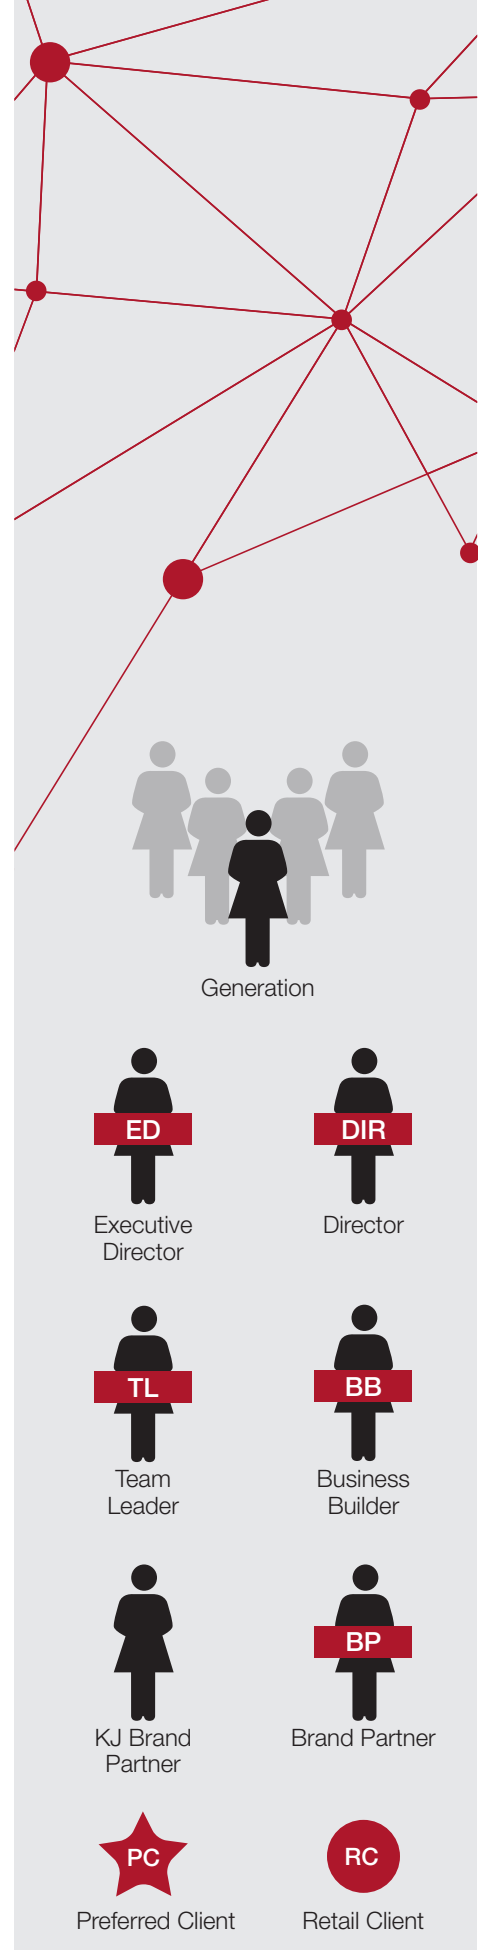 Generation
ED
DIR
Executive
Director
Director
TL
BB
Team
Leader
Business
Builder
BP
KJ Brand
Partner
Brand Partner
PC
RC
Preferred Client
Retail Client